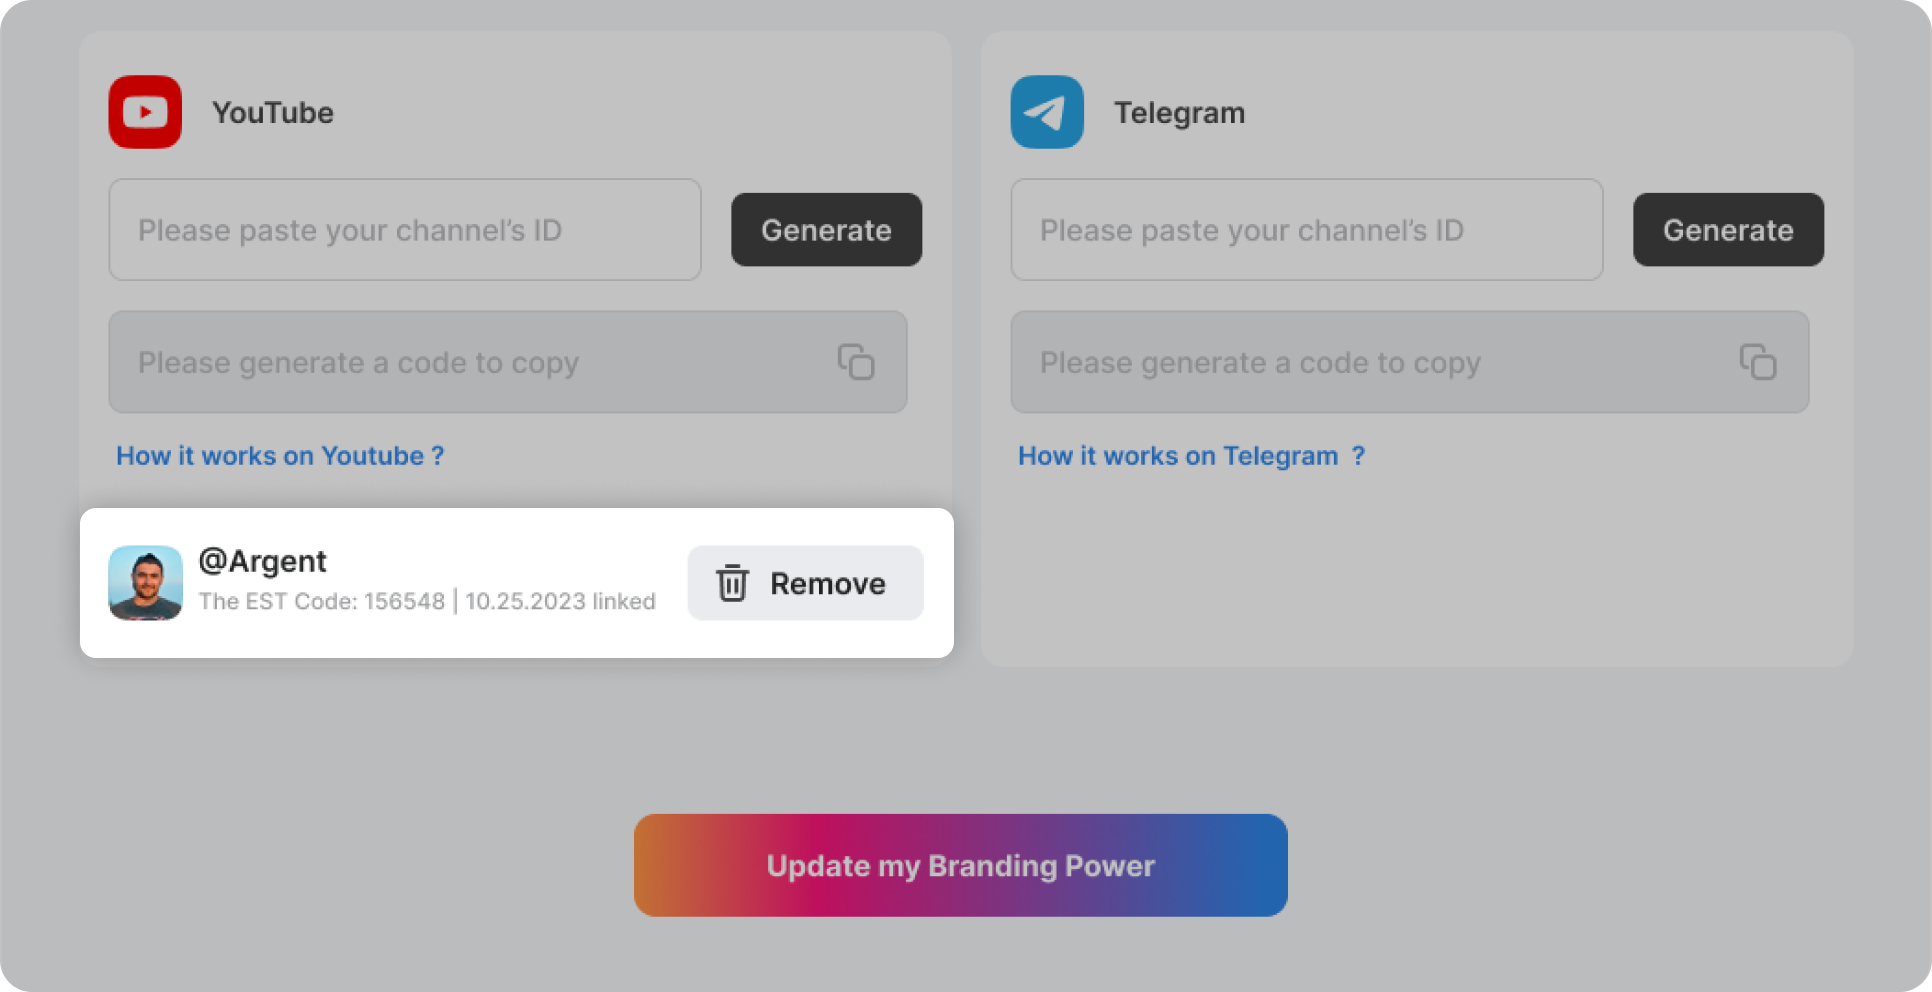 YouTube
Please paste your channel’s ID
Generate
Please generate a code to copy
How it works on Youtube ?
@Argent
The EST Code: 156548 | 10.25.2023 linked
Remove
Telegram
Please paste your channel’s ID
Generate
Please generate a code to copy
How it works on Telegram ?
Update my Branding Power